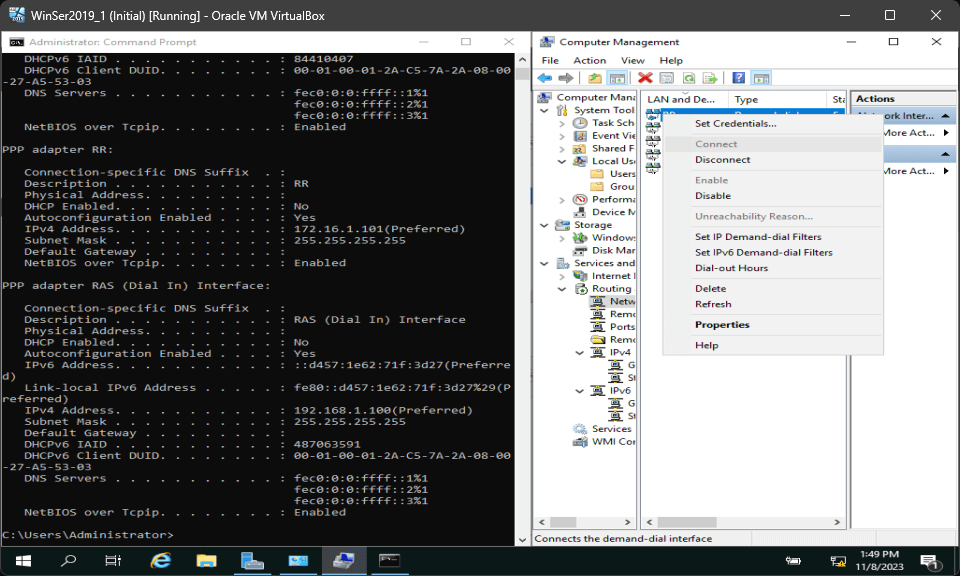 WinSer2019_1 (Initial) [Running] - Oracle VM VirtualBox
Administrator: Command Prompt
DHCPv6 IAID . . . . . . . . . . . : 84410407
DHCPv6 Client DUID. . . . . . . . : 00-01-00-01-2A-C5-7A-2A-08-00
-27-A5-53-03
DNS Servers . . . . . . . . . . . : fec0:0:0:ffff::1%1
fec0:0:0:ffff::2%1
fec0:0:0:ffff::3%1
NetBIOS over Tcpip. . . . . . . . : Enabled
PPP adapter RR:
Connection-specific DNS Suffix  . :
Description . . . . . . . . . . . : RR
Physical Address. . . . . . . . . :
DHCP Enabled. . . . . . . . . . . : No
Autoconfiguration Enabled . . . . : Yes
IPv4 Address. . . . . . . . . . . : 172.16.1.101(Preferred)
Subnet Mask . . . . . . . . . . . : 255.255.255.255
Default Gateway . . . . . . . . . :
NetBIOS over Tcpip. . . . . . . . : Enabled
PPP adapter RAS (Dial In) Interface:
Connection-specific DNS Suffix  . :
Description . . . . . . . . . . . : RAS (Dial In) Interface
Physical Address. . . . . . . . . :
DHCP Enabled. . . . . . . . . . . : No
Autoconfiguration Enabled . . . . : Yes
IPv6 Address. . . . . . . . . . . : ::d457:1e62:71f:3d27(Preferre
d)
Link-local IPv6 Address . . . . . : fe80::d457:1e62:71f:3d27%29(P
referred)
IPv4 Address. . . . . . . . . . . : 192.168.1.100(Preferred)
Subnet Mask . . . . . . . . . . . : 255.255.255.255
Default Gateway . . . . . . . . . :
DHCPv6 IAID . . . . . . . . . . . : 487063591
DHCPv6 Client DUID. . . . . . . . : 00-01-00-01-2A-C5-7A-2A-08-00
-27-A5-53-03
DNS Servers . . . . . . . . . . . : fec0:0:0:ffff::1%1
fec0:0:0:ffff::2%1
fec0:0:0:ffff::3%1
NetBIOS over Tcpip. . . . . . . . : Enabled
C:\Users\Administrator>
Computer Management
File Action View Help
Computer Mana
System Tool
Task Sch
Event Vie
Shared F
Local Use
Users
Grou
Performa
Device M
Storage
Windows
Disk Mar
Services and
Internet I
Routing
Netw
Remo
Ports
Remo
IPv4
G
St
IPv6
G
St
Services
WMI Cor
LAN and De... Type Sta
Set Credentials...
Connect
Disconnect
Enable
Disable
Unreachability Reason...
Set IP Demand-dial Filters
Set IPv6 Demand-dial Filters
Dial-out Hours
Delete
Refresh
Properties
Help
Actions
ork Inter...
More Act...
More Act...
Connects the demand-dial interface
1:49 PM
11/8/2023
1